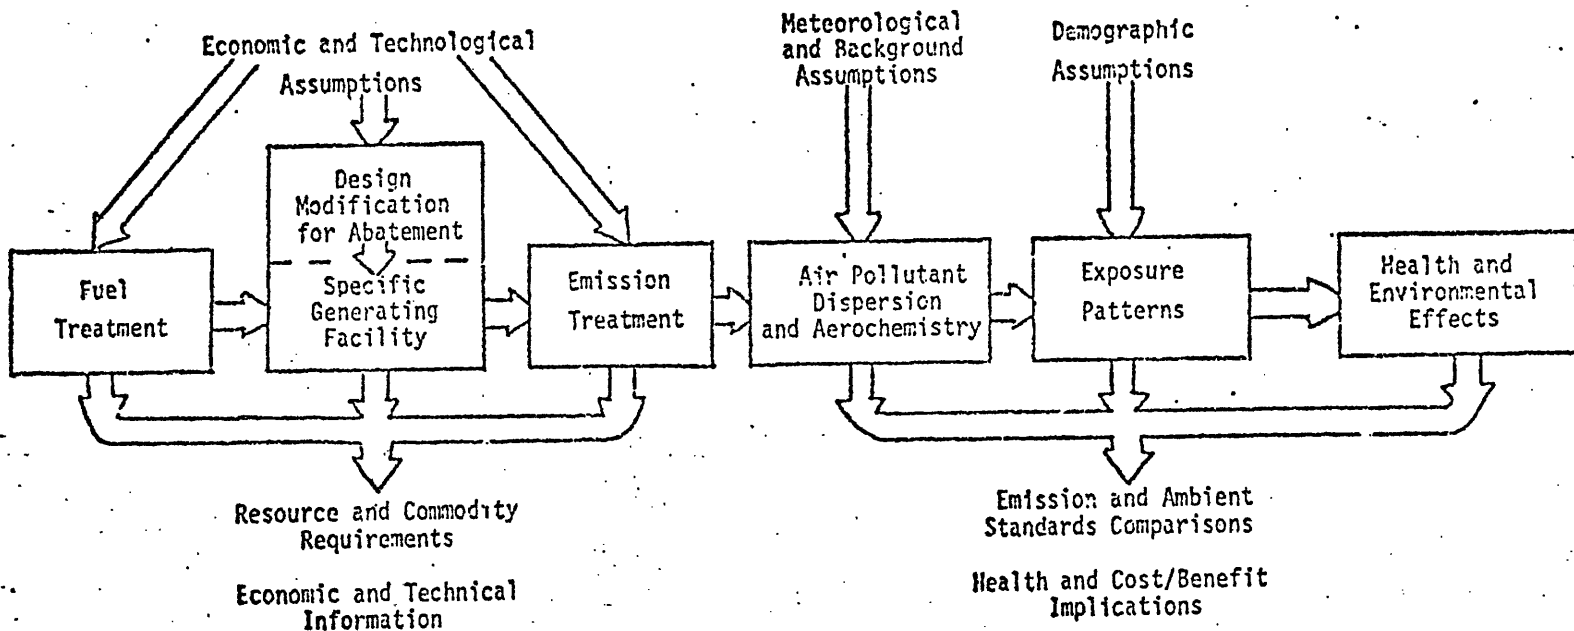 Economic and Technological
Assumptions
Meteorological
and Background
Assumptions
Demographic
Assumptions
Fuel
Treatment
Design
Modification
for Abatement
Specific
Generating
Facility
Emission
Treatment
Air Pollutant
Dispersion
and Aerochemistry
Exposure
Patterns
Health and
Environmental
Effects
Resource and Commodity
Requirements
Economic and Technical
Information
Emission and Ambient
Standards Comparisons
Health and Cost/Benefit
Implications